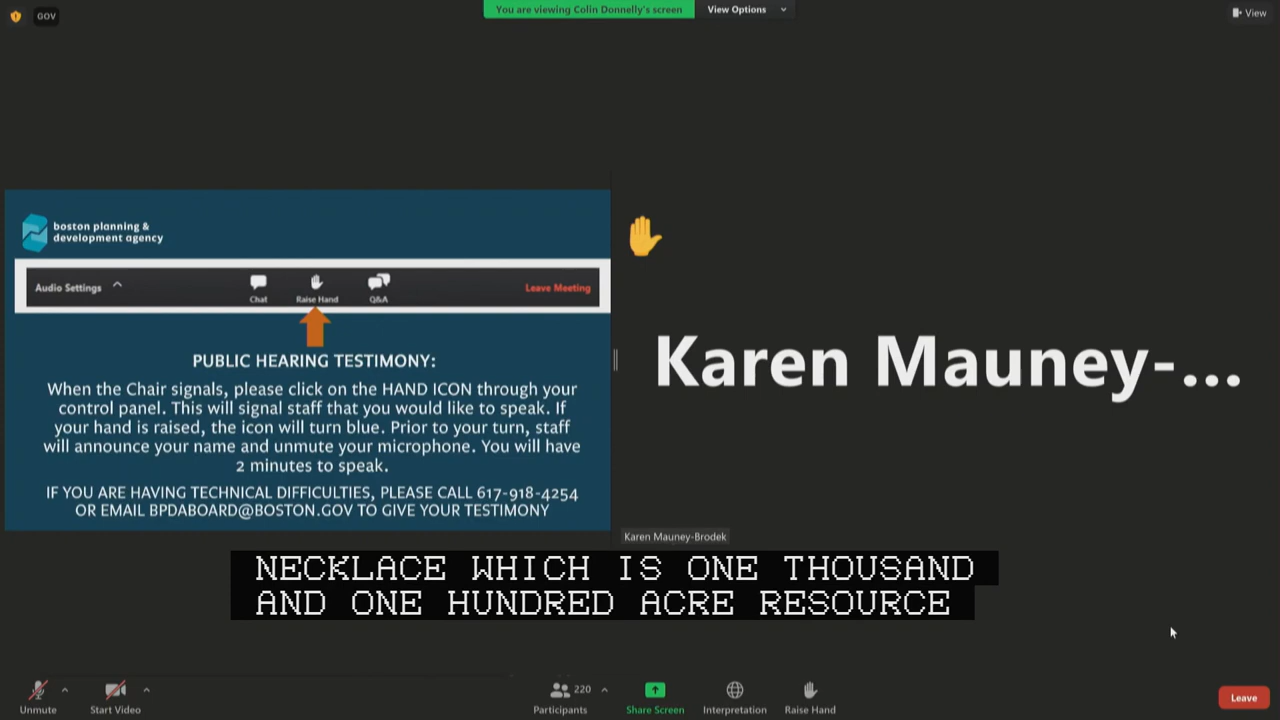 GOV
You are viewing Colin Donnelly's screen
View Options
View
boston planning &
development agency
Audio Settings
Chat
Raise Hand
Q&A
Leave Meeting
PUBLIC HEARING TESTIMONY:
When the Chair signals, please click on the HAND ICON through your
control panel. This will signal staff that you would like to speak. If
your hand is raised, the icon will turn blue. Prior to your turn, staff
will announce your name and unmute your microphone. You will have
2 minutes to speak.
IF YOU ARE HAVING TECHNICAL DIFFICULTIES, PLEASE CALL 617-918-4254
OR EMAIL BPDABOARD@BOSTON.GOV TO GIVE YOUR TESTIMONY
Karen Mauney-...
Karen Mauney-Brodek
NECKLACE WHICH IS ONE THOUSAND
AND ONE HUNDRED ACRE RESOURCE
Unmute
Start Video
220
Participants
Share Screen
Interpretation
Raise Hand
Leave